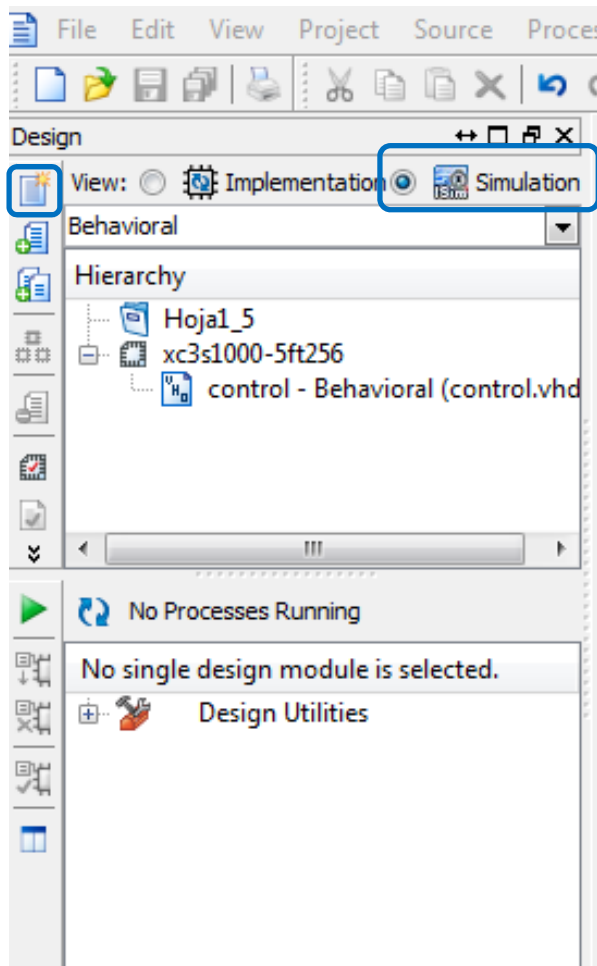 File Edit View Project Source Proce
Design
View: Implementation Simulation
Behavioral
Hierarchy
Hoja1_5
xc3s1000-5ft256
control - Behavioral (control.vhd
No Processes Running
No single design module is selected.
Design Utilities